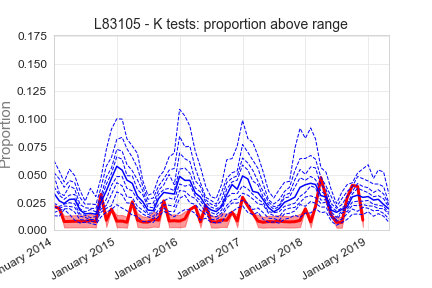 L83105 - K tests: proportion above range
Proportion
0.175
0.150
0.125
0.100
0.075
0.050
0.025
0.000
nuary 2014
January 2015
January 2016
January 2017
January 2018
January 2019